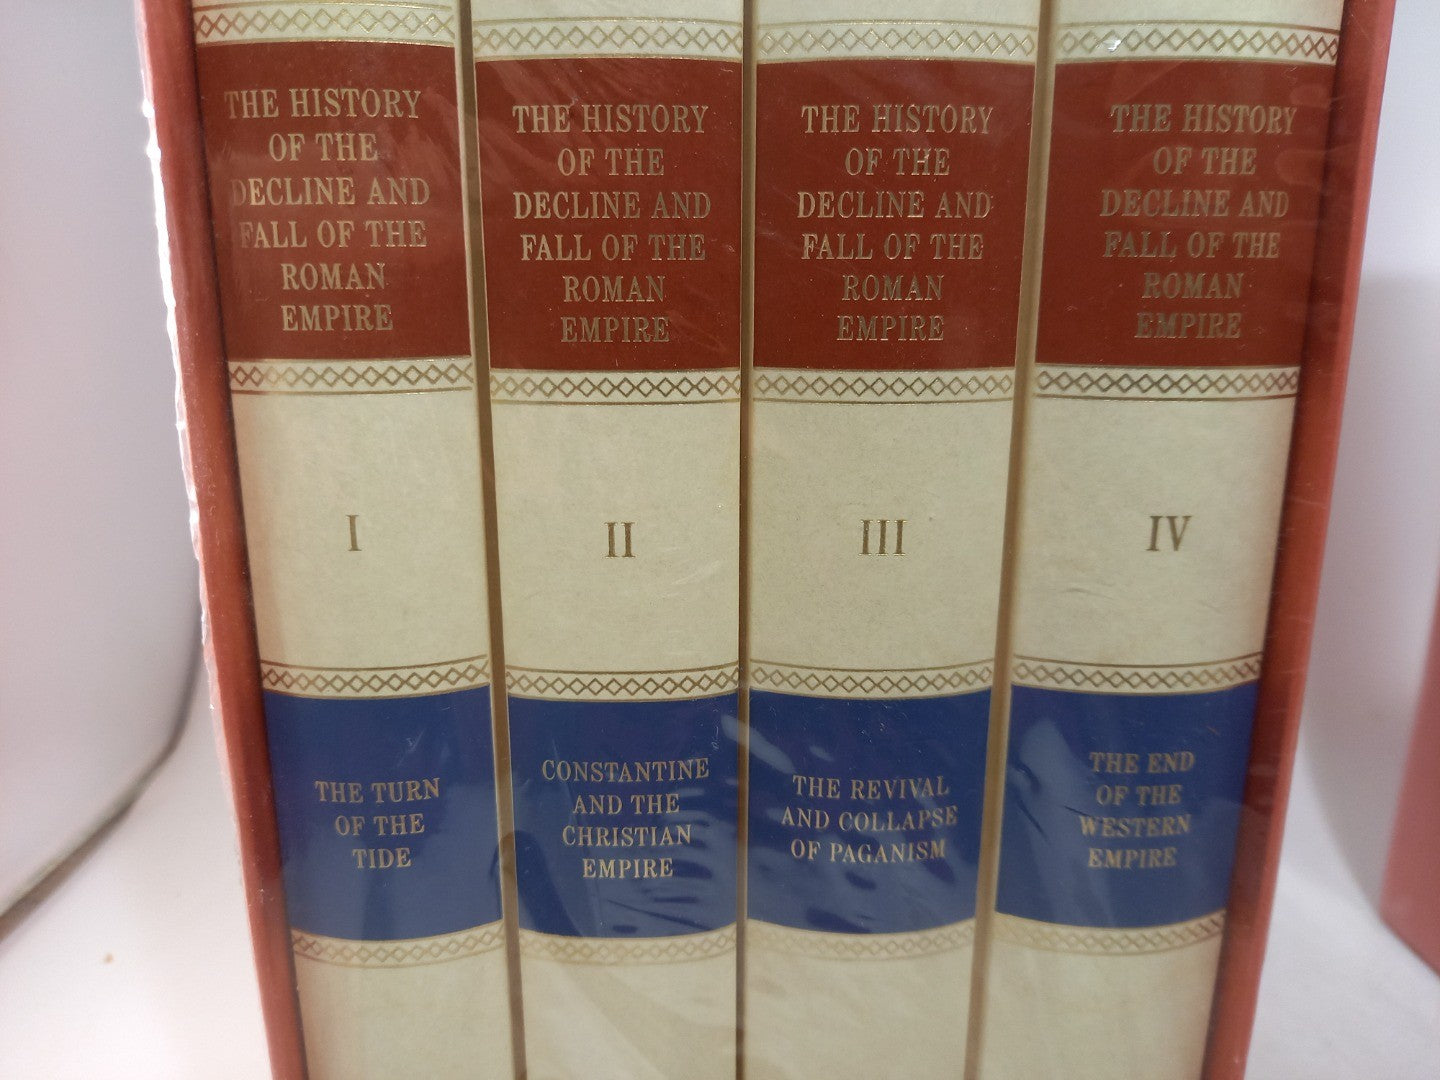 THE HISTORY
OF THE
DECLINE AND
FALL OF THE
ROMAN
EMPIRE
I
THE TURN
OF THE
TIDE
THE HISTORY
OF THE
DECLINE AND
FALL OF THE
ROMAN
EMPIRE
II
CONSTANTINE
AND THE
CHRISTIAN
EMPIRE
THE HISTORY
OF THE
DECLINE AND
FALL OF THE
ROMAN
EMPIRE
III
THE REVIVAL
AND COLLAPSE
OF PAGANISM
THE HISTORY
OF THE
DECLINE AND
FALL OF THE
ROMAN
EMPIRE
IV
THE END
OF THE
WESTERN
EMPIRE